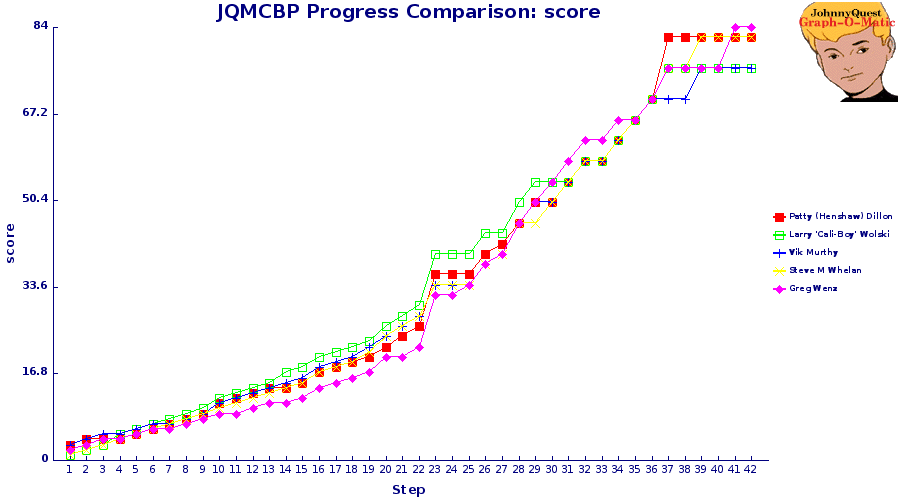 JQMCBP Progress Comparison: score
JohnnyQuest
Graph-O-Matic
84
67.2
50.4
33.6
16.8
0
score
1 2 3 4 5 6 7 8 9 10 11 12 13 14 15 16 17 18 19 20 21 22 23 24 25 26 27 28 29 30 31 32 33 34 35 36 37 38 39 40 41 42
Step
Patty (Henshaw) Dillon
Larry 'Cali-Boy' Wolski
Vik Murthy
Steve M Whelan
Greg Wenz